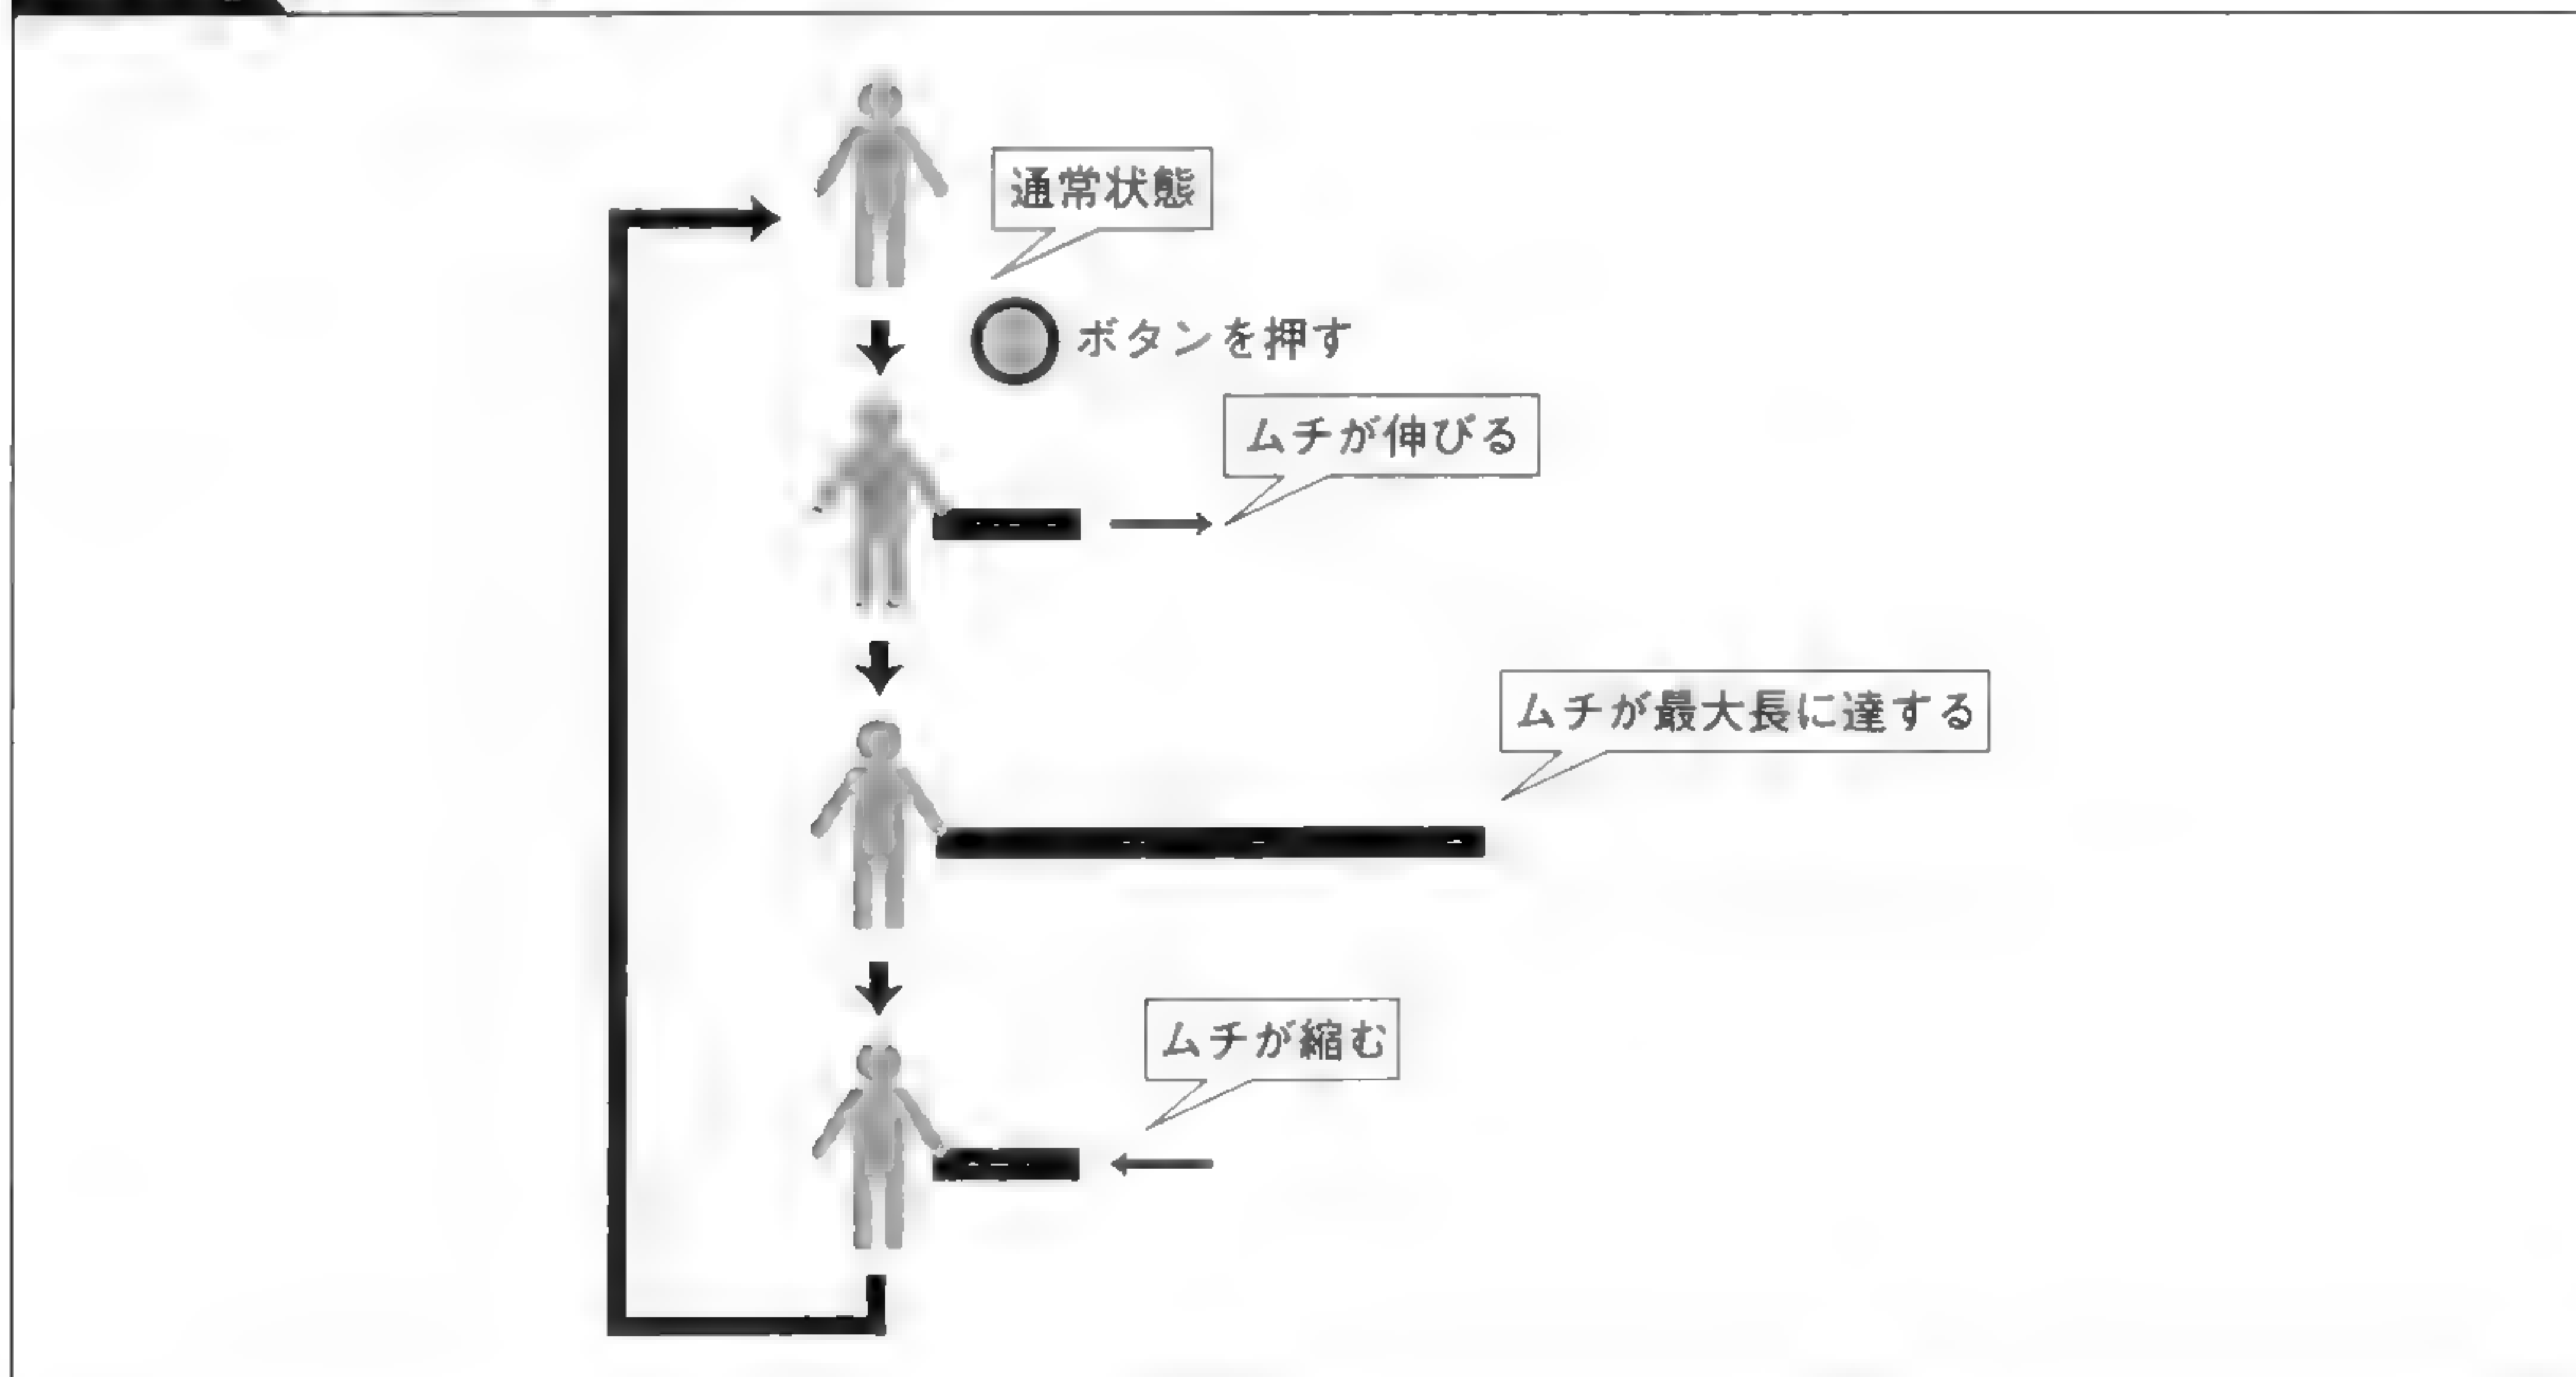 通常状態
ボタンを押す
ムチが伸びる
ムチが最大長に達する
ムチが縮む